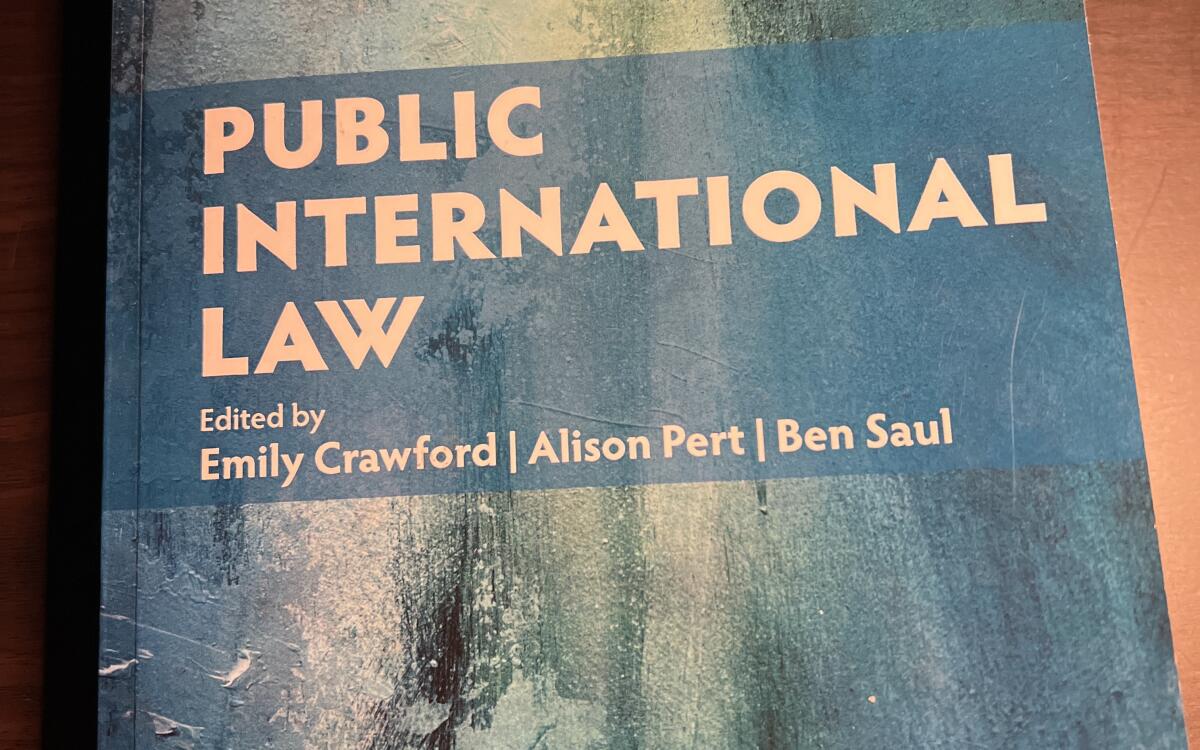 PUBLIC
INTERNATIONAL
LAW
Edited by
Emily Crawford | Alison Pert | Ben Saul